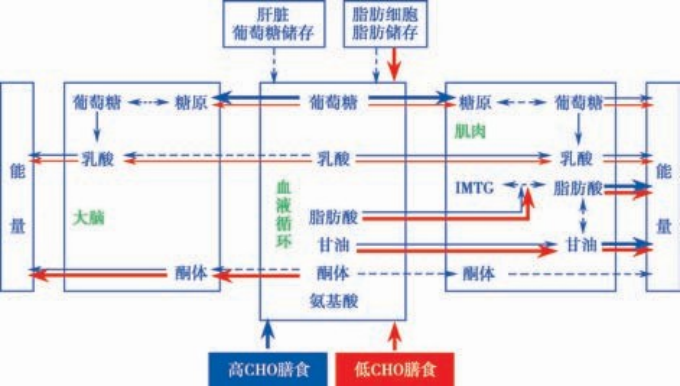 肝脏
葡萄糖储存
脂肪细胞
脂肪储存
葡萄糖
糖原
葡萄糖
糖原
葡萄糖
肌肉
乳酸
乳酸
乳酸
能
量
大脑
血
液
循
环
IMTG
脂肪酸
能
量
脂肪酸
甘油
甘油
酮体
酮体
酮体
氨基酸
高CHO膳食
低CHO膳食